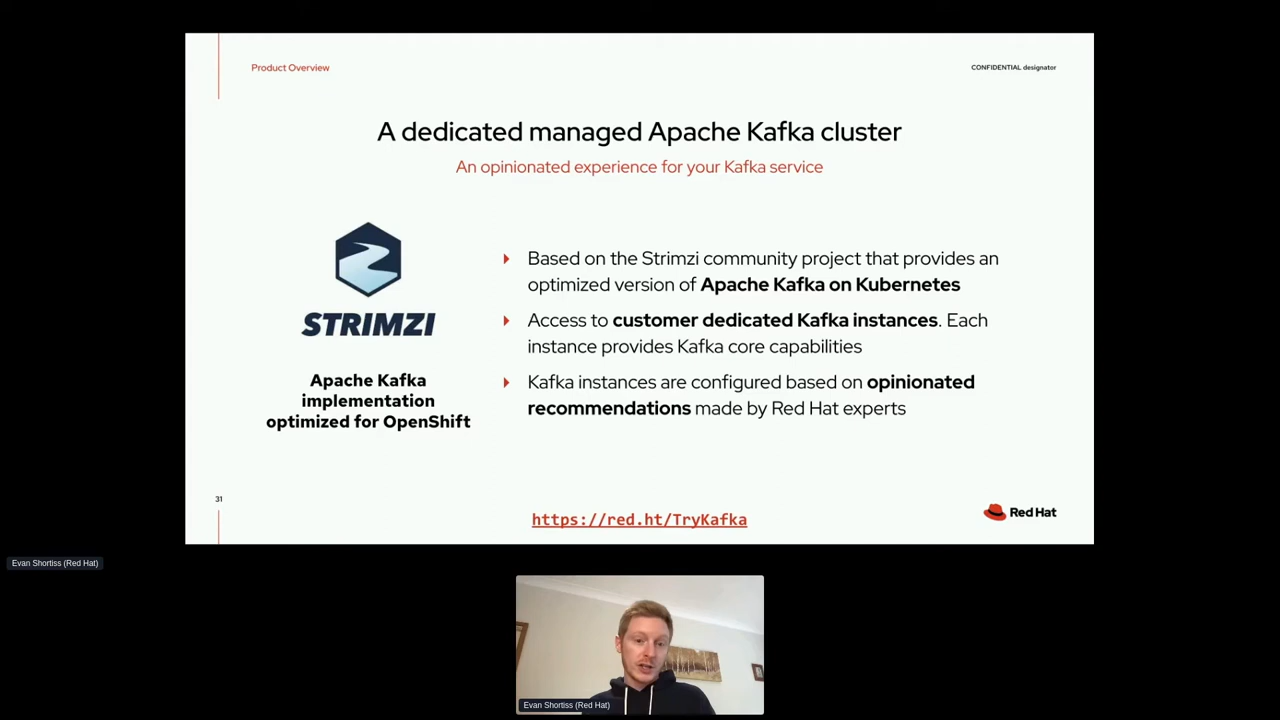 Product Overview
CONFIDENTIAL designator
A dedicated managed Apache Kafka cluster
An opinionated experience for your Kafka service
STRIMZI
Apache Kafka
implementation
optimized for OpenShift
Based on the Strimzi community project that provides an
optimized version of Apache Kafka on Kubernetes
Access to customer dedicated Kafka instances. Each
instance provides Kafka core capabilities
Kafka instances are configured based on opinionated
recommendations made by Red Hat experts
31
https://red.ht/TryKafka
Red Hat
Evan Shortiss (Red Hat)
Evan Shortiss (Red Hat)